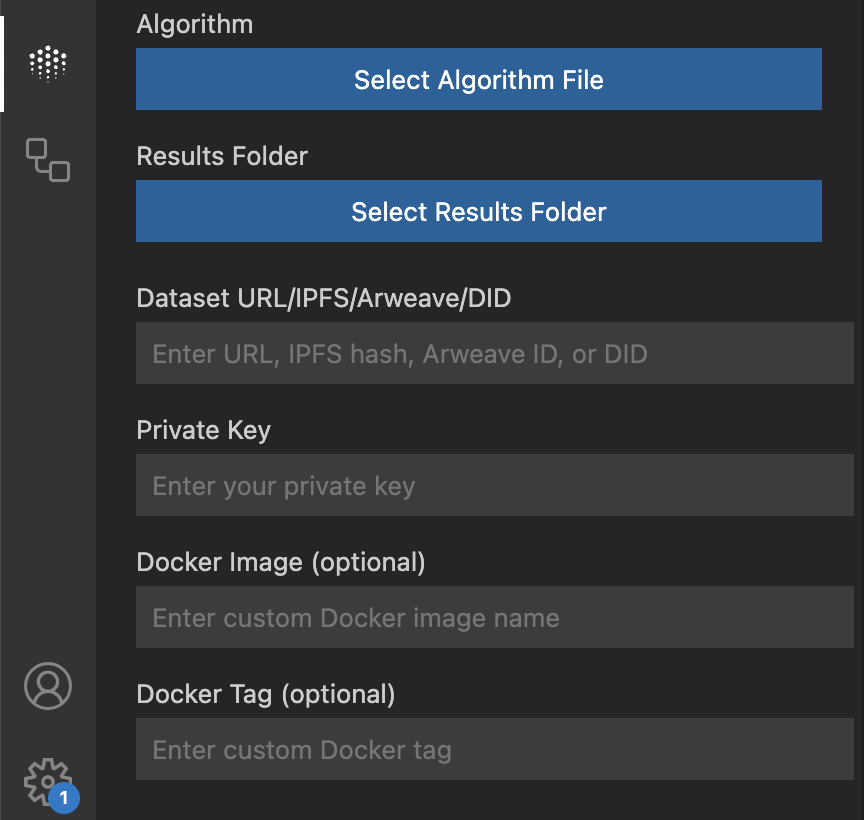 Algorithm
Select Algorithm File
Results Folder
Select Results Folder
Dataset URL/IPFS/Arweave/DID
Enter URL, IPFS hash, Arweave ID, or DID
Private Key
Enter your private key
Docker Image (optional)
Enter custom Docker image name
Docker Tag (optional)
Enter custom Docker tag
1